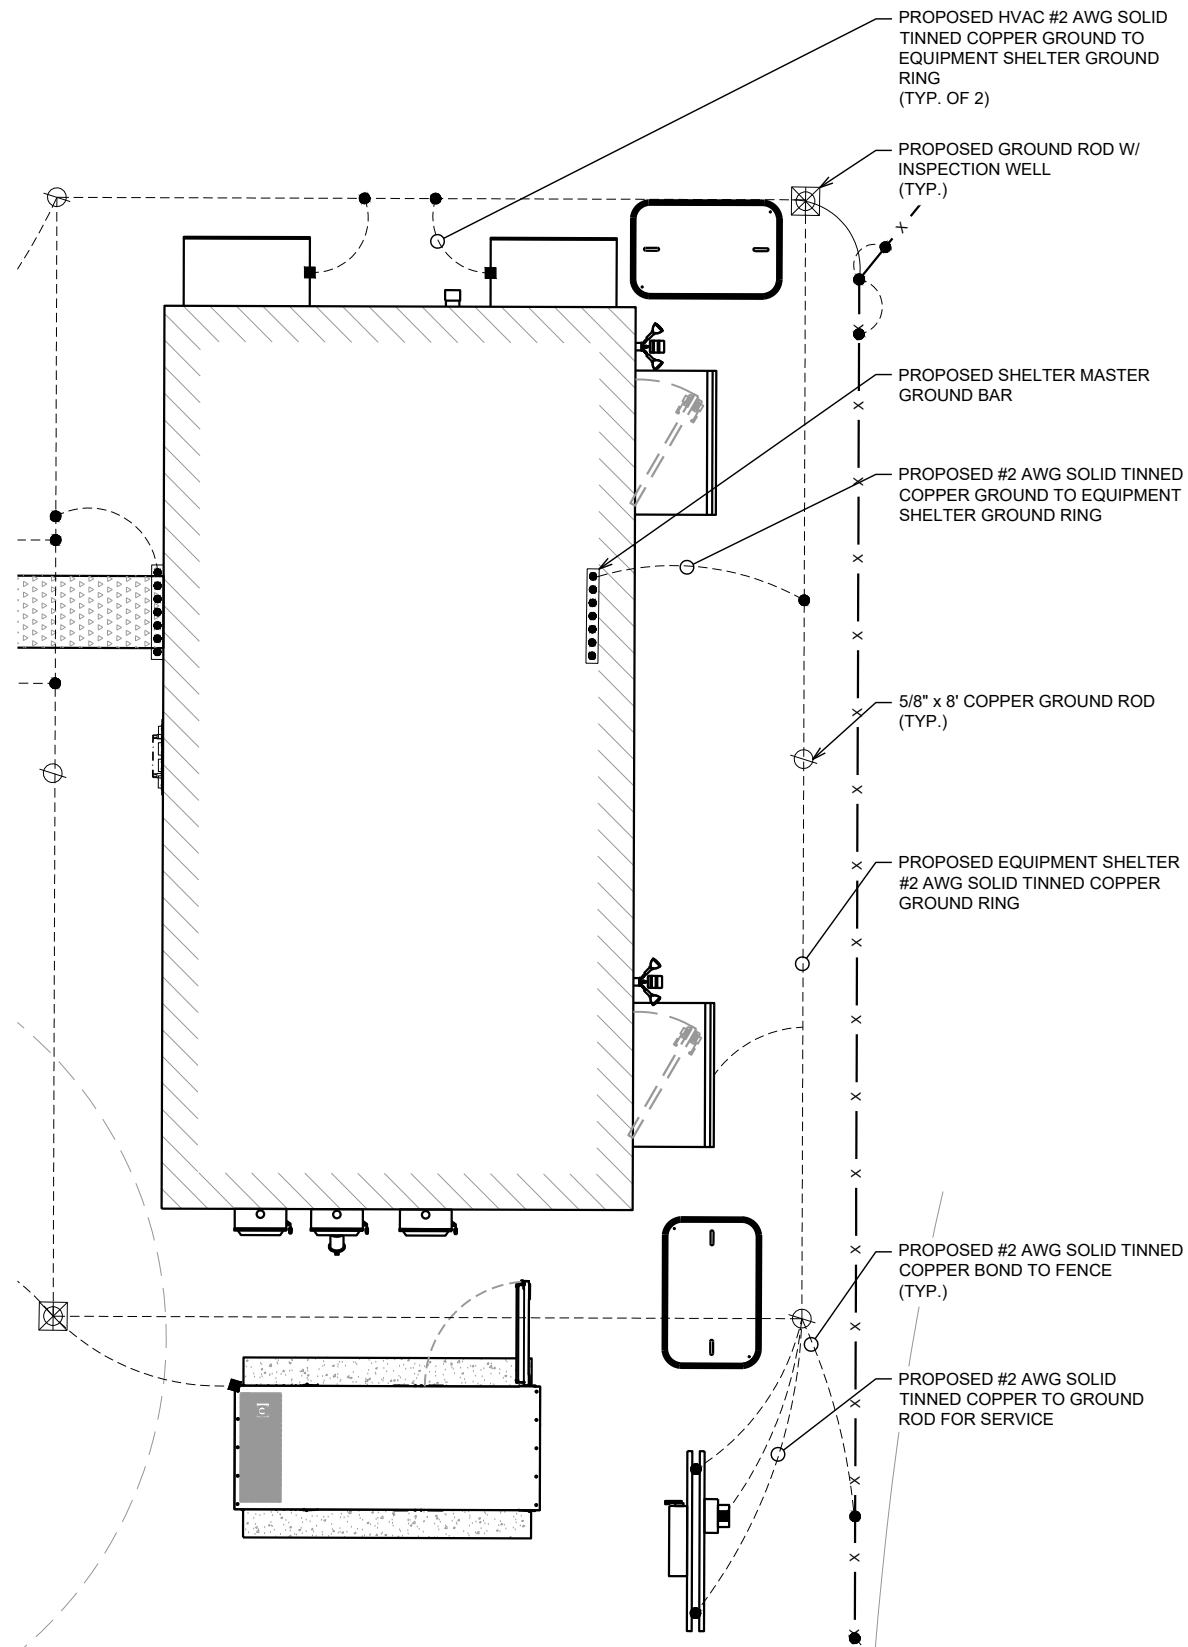 PROPOSED HVAC #2 AWG SOLID
TINNED COPPER GROUND TO
EQUIPMENT SHELTER GROUND
RING
(TYP. OF 2)
PROPOSED GROUND ROD W/
INSPECTION WELL
(TYP.)
PROPOSED SHELTER MASTER
GROUND BAR
PROPOSED #2 AWG SOLID TINNED
COPPER GROUND TO EQUIPMENT
SHELTER GROUND RING
5/8" x 8' COPPER GROUND ROD
(TYP.)
PROPOSED EQUIPMENT SHELTER
#2 AWG SOLID TINNED COPPER
GROUND RING
PROPOSED #2 AWG SOLID TINNED
COPPER BOND TO FENCE
(TYP.)
PROPOSED #2 AWG SOLID
TINNED COPPER TO GROUND
ROD FOR SERVICE